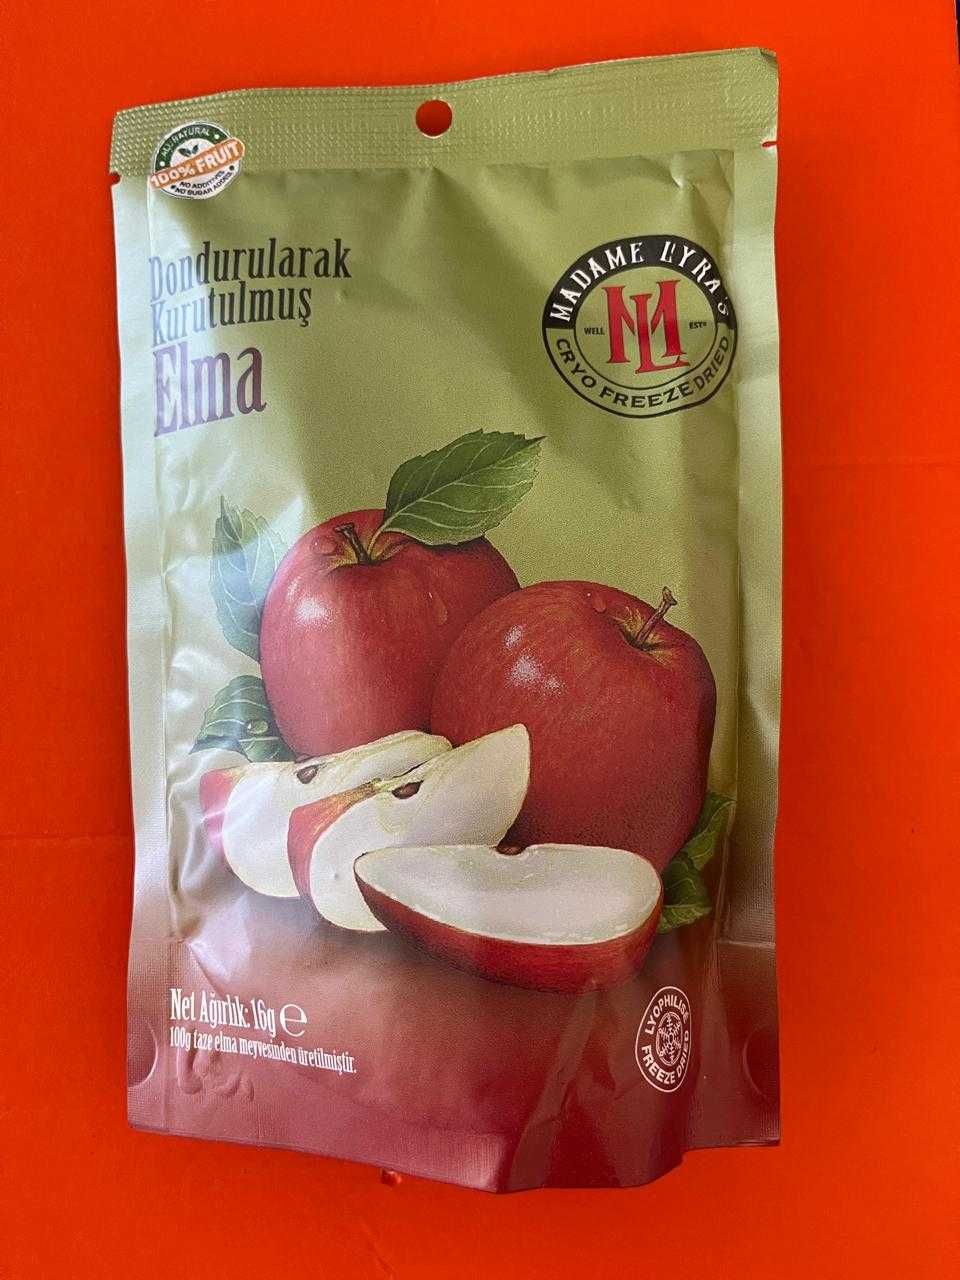 ALL NATURAL
100% FRUIT
NO ADDITIVES
NO SUGAR ADDED
Dondurularak
Kurutulmuş
Elma
MADAME LYRA'S
WELL
ML
ESTD
CRYO FREEZE DRIED
Net Ağırlık: 16g ℮
100g taze elma meyvesinden üretilmiştir.
LYOPHILISE
FREEZE DRIED